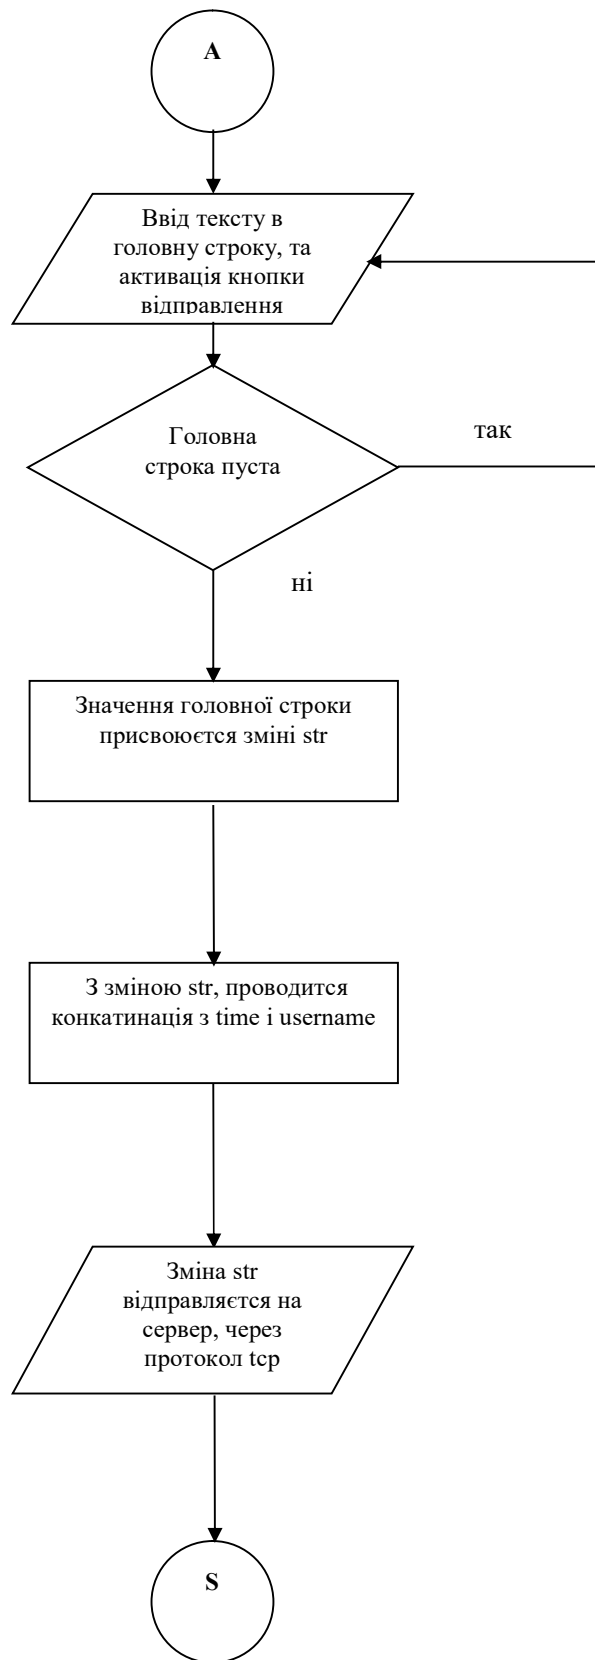 A
Ввід тексту в
головну строку, та
активація кнопки
відправлення
Головна
строка пуста
так
ні
Значення головної строки
присвоюєтся зміні str
З зміною str, проводится
конкатинація з time і username
Зміна str
відправляєтся на
сервер, через
протокол tcp
S